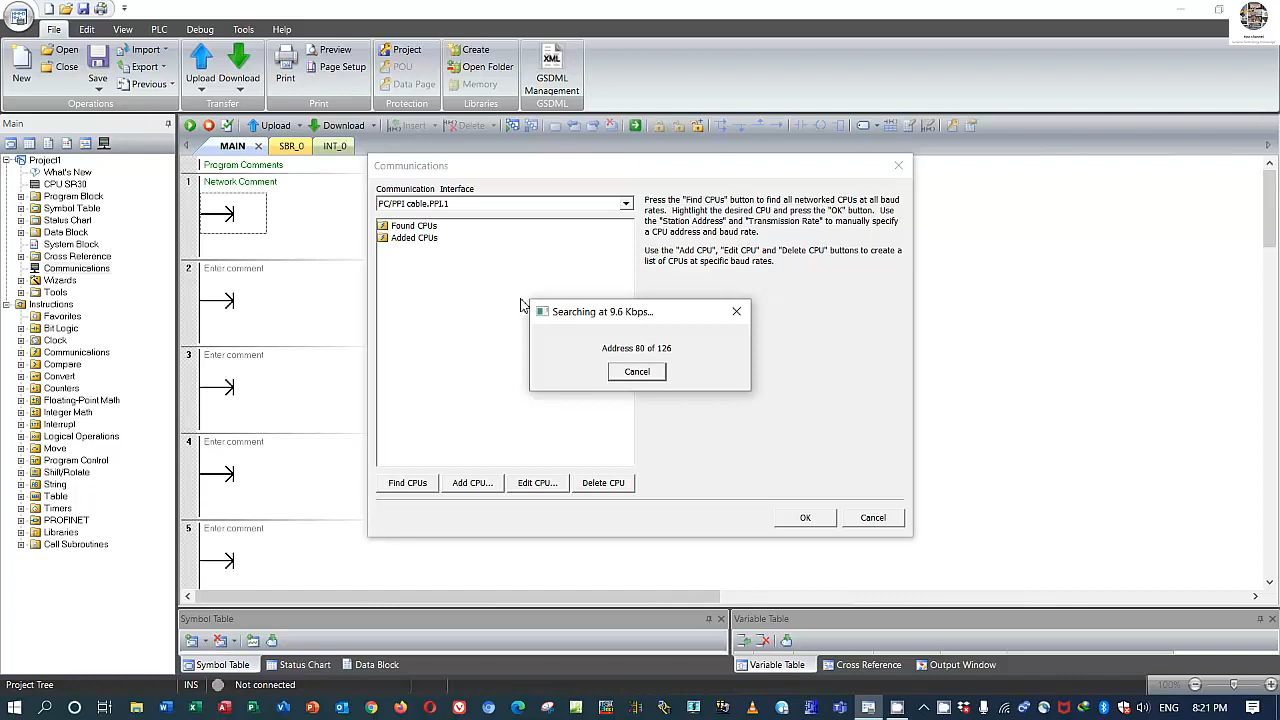 File Edit View PLC Debug Tools Help
New
Open
Close
Save
Import
Export
Previous
Operations
Upload Download
Transfer
Print
Preview
Page Setup
Print
Project
POU
Data Page
Protection
Create
Open Folder
Memory
Libraries
XML
GSDML
Management
GSDML
Main
Upload Download Insert Delete
Project1
What's New
CPU SR30
Program Block
Symbol Table
Status Chart
Data Block
System Block
Cross Reference
Communications
Wizards
Tools
Instructions
Favorites
Bit Logic
Clock
Communications
Compare
Convert
Counters
Floating-Point Math
Integer Math
Interrupt
Logical Operations
Move
Program Control
Shift/Rotate
String
Table
Timers
PROFINET
Libraries
Call Subroutines
MAIN SBR_0 INT_0
Program Comments
1 Network Comment
2 Enter comment
3 Enter comment
4 Enter comment
5 Enter comment
Communications
Communication Interface
PC/PPI cable.PPI.1
Found CPUs
Added CPUs
Press the "Find CPUs" button to find all networked CPUs at all baud
rates. Highlight the desired CPU and press the "OK" button. Use
the "Station Address" and "Transmission Rate" to manually specify
a CPU address and baud rate.
Use the "Add CPU", "Edit CPU" and "Delete CPU" buttons to create a
list of CPUs at specific baud rates.
Searching at 9.6 Kbps...
Address 80 of 126
Cancel
Find CPUs Add CPU... Edit CPU... Delete CPU
OK Cancel
Symbol Table
Symbol Table Status Chart Data Block
Variable Table
Variable Table Cross Reference Output Window
Project Tree INS Not connected 100%
8:21 PM